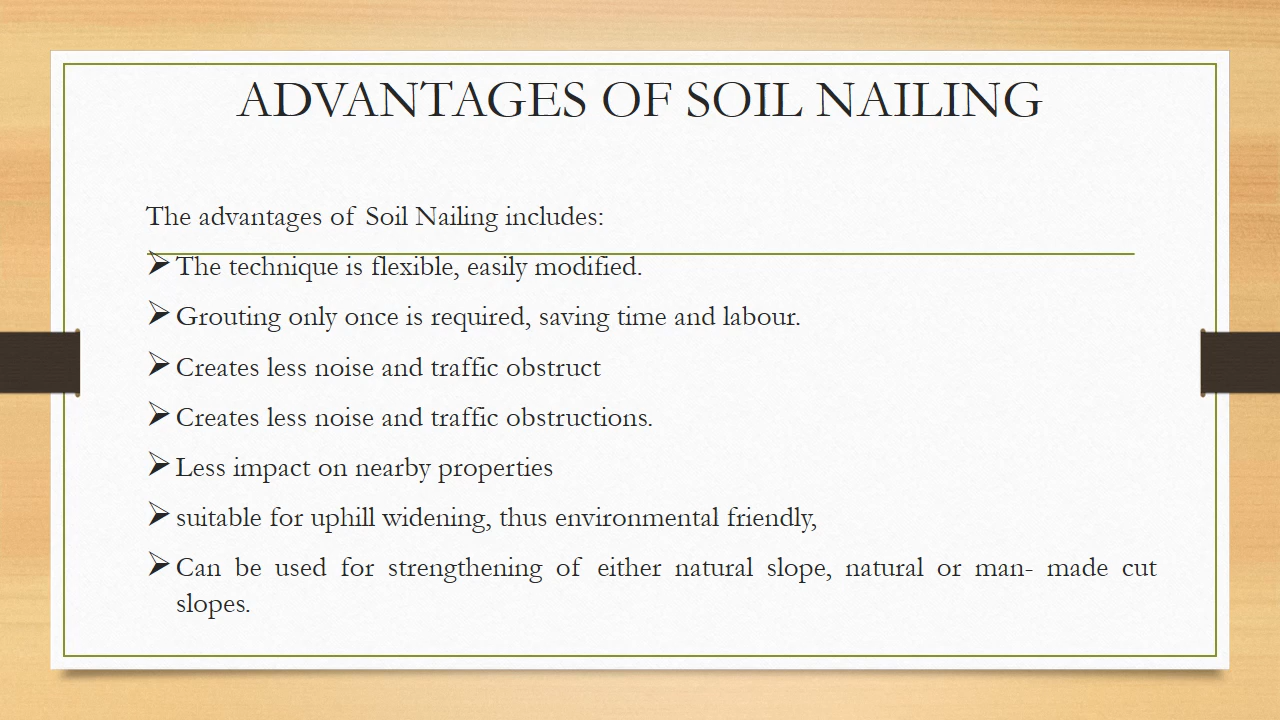 ADVANTAGES OF SOIL NAILING
The advantages of Soil Nailing includes:
➢ The technique is flexible, easily modified.
➢ Grouting only once is required, saving time and labour.
➢ Creates less noise and traffic obstruct
➢ Creates less noise and traffic obstructions.
➢ Less impact on nearby properties
➢ suitable for uphill widening, thus environmental friendly,
➢ Can be used for strengthening of either natural slope, natural or man- made cut
slopes.